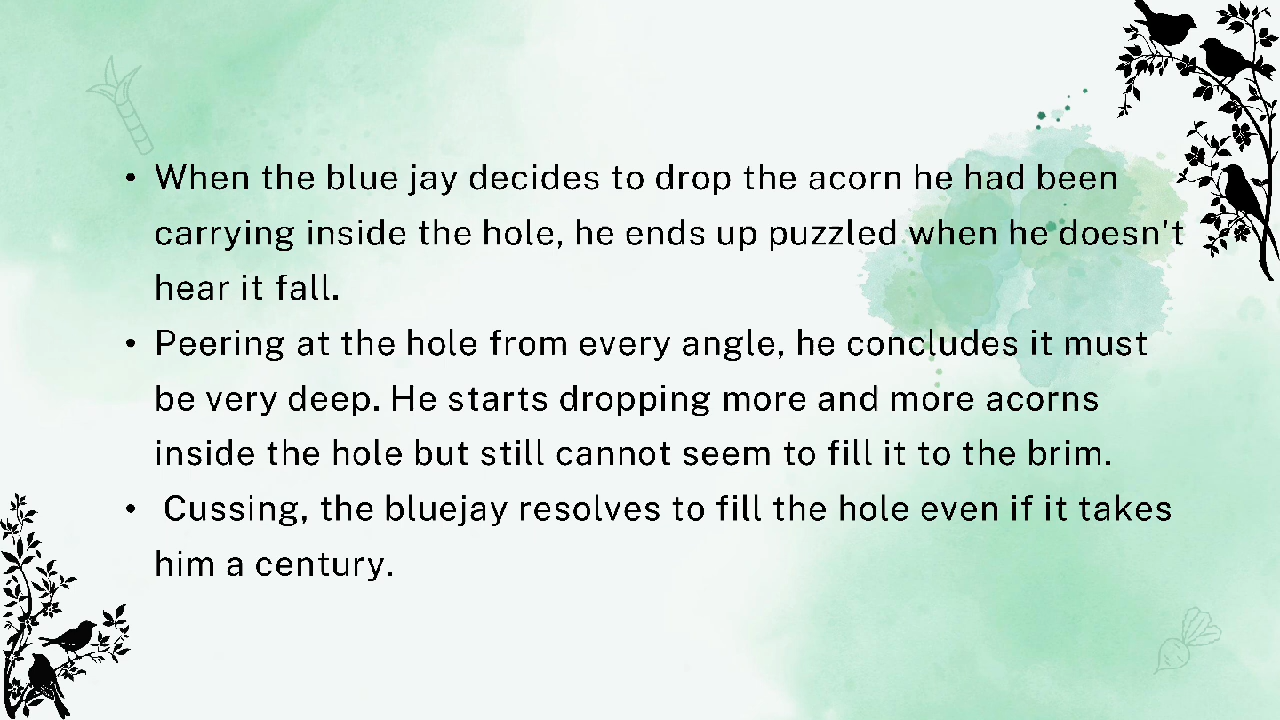 • When the blue jay decides to drop the acorn he had been
carrying inside the hole, he ends up puzzled when he doesn't
hear it fall.
• Peering at the hole from every angle, he concludes it must
be very deep. He starts dropping more and more acorns
inside the hole but still cannot seem to fill it to the brim.
• Cussing, the bluejay resolves to fill the hole even if it takes
him a century.